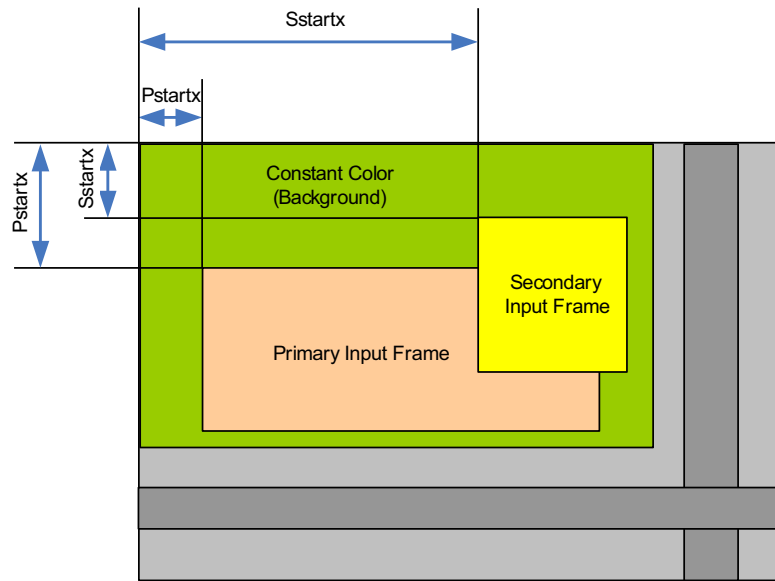 Sstartx
Pstartx
Pstartx
Sstartx
Constant Color
(Background)
Secondary
Input Frame
Primary Input Frame